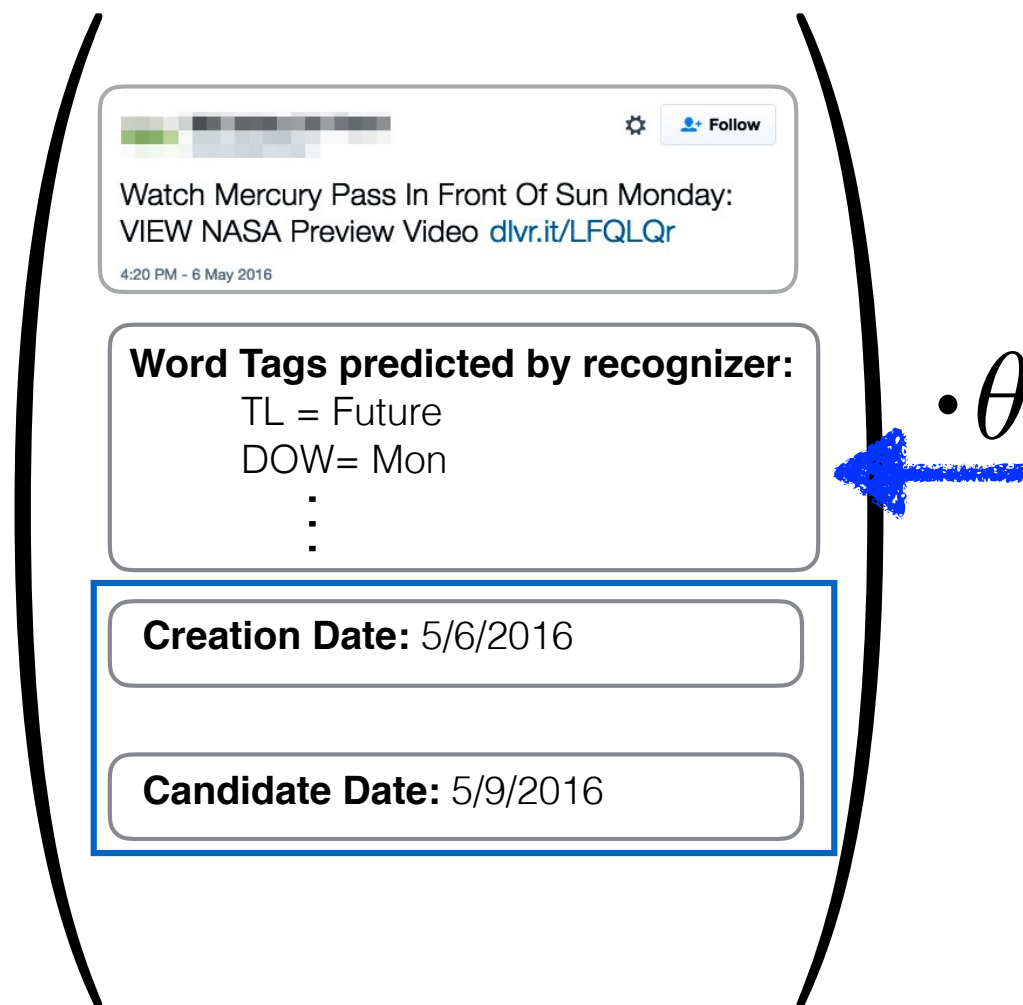 Follow
Watch Mercury Pass In Front Of Sun Monday:
VIEW NASA Preview Video dlvr.it/LFQLQr
4:20 PM - 6 May 2016
Word Tags predicted by recognizer:
TL = Future
· θ
DOW= Mon
.
.
.
Creation Date: 5/6/2016
Candidate Date: 5/9/2016